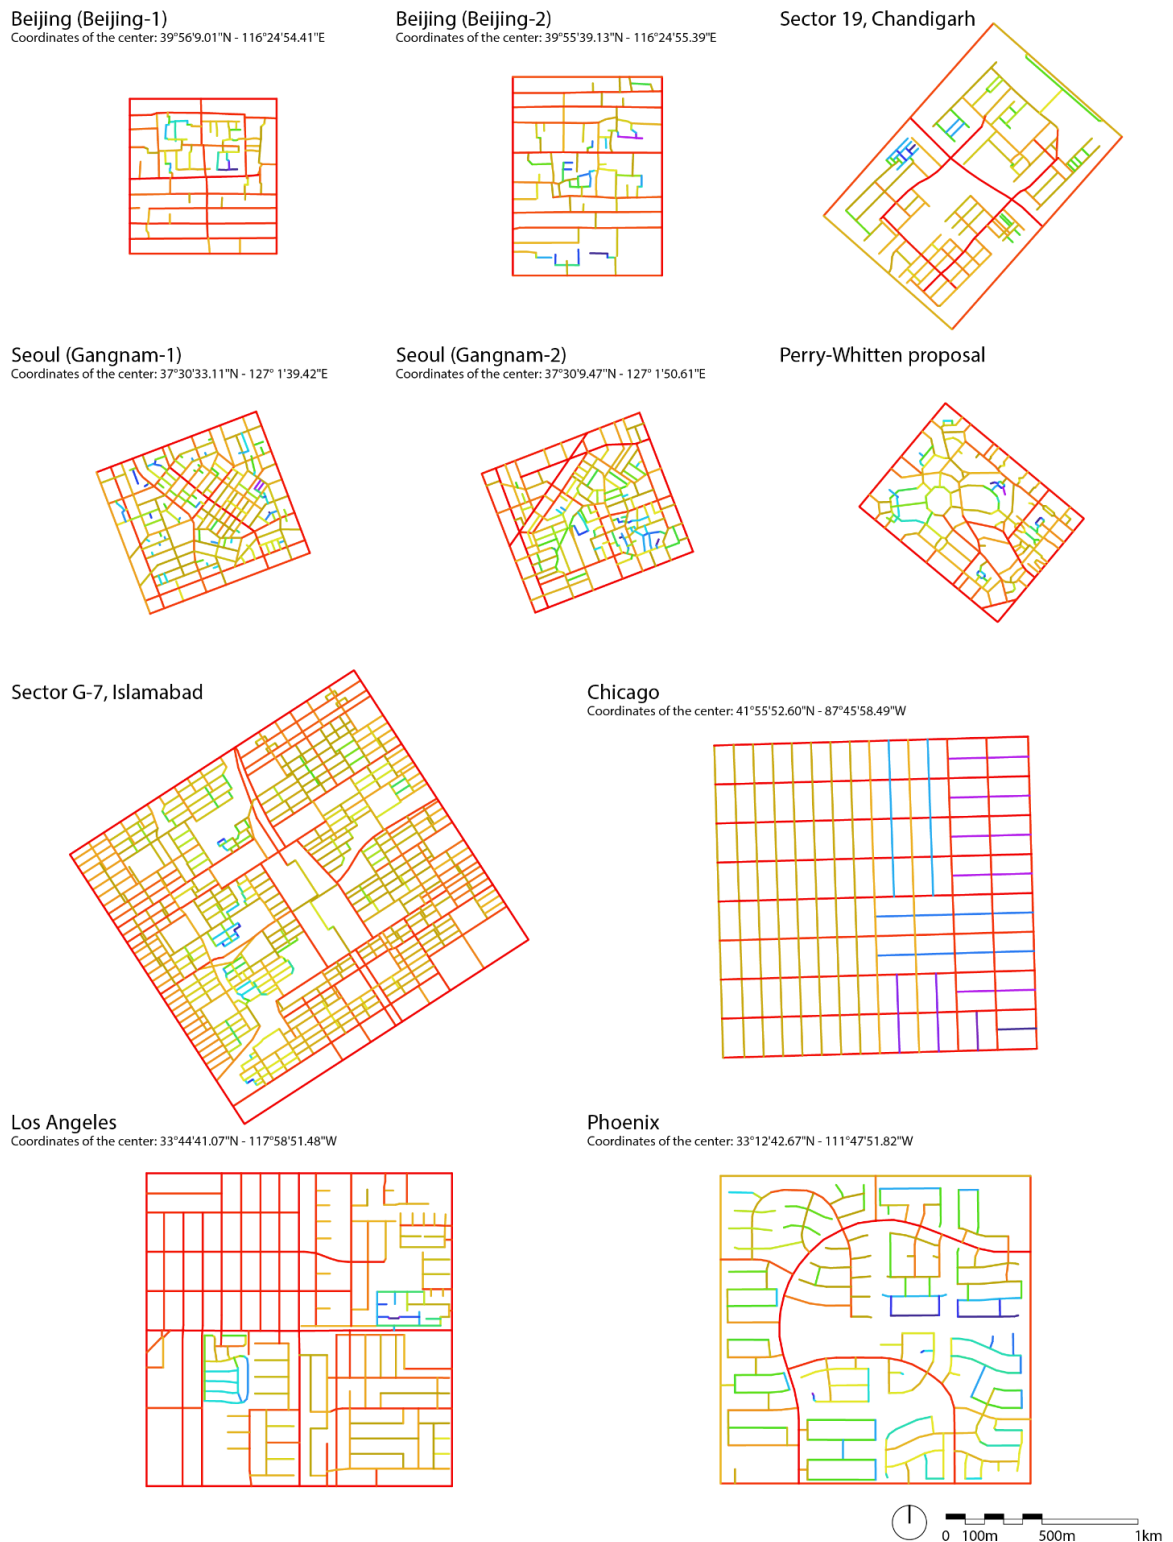 Beijing (Beijing-1)
Coordinates of the center: 39°56'9.01"N - 116°24'54.41"E
Beijing (Beijing-2)
Coordinates of the center: 39°55'39.13"N - 116°24'55.39"E
Sector 19, Chandigarh
Seoul (Gangnam-1)
Coordinates of the center: 37°30'33.11"N - 127° 1'39.42"E
Seoul (Gangnam-2)
Coordinates of the center: 37°30'9.47"N - 127° 1'50.61"E
Perry-Whitten proposal
Sector G-7, Islamabad
Chicago
Coordinates of the center: 41°55'52.60"N - 87°45'58.49"W
Los Angeles
Coordinates of the center: 33°44'41.07"N - 117°58'51.48"W
Phoenix
Coordinates of the center: 33°12'42.67"N - 111°47'51.82"W
0 100m 500m 1km